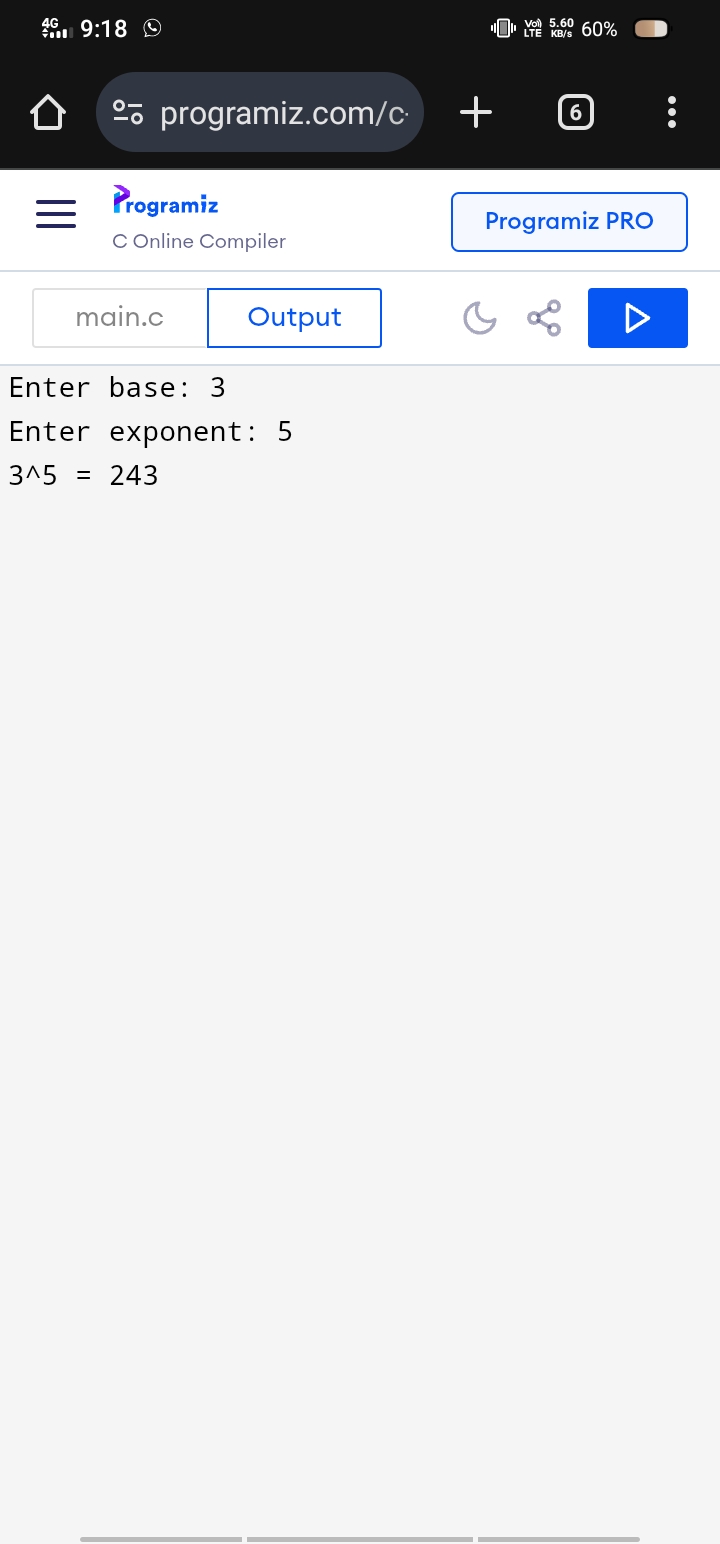 4G 9:18 Vo) LTE 5.60 KB/s 60%
programiz.com/c
6
Programiz
C Online Compiler
Programiz PRO
main.c Output
Enter base: 3
Enter exponent: 5
3^5 = 243